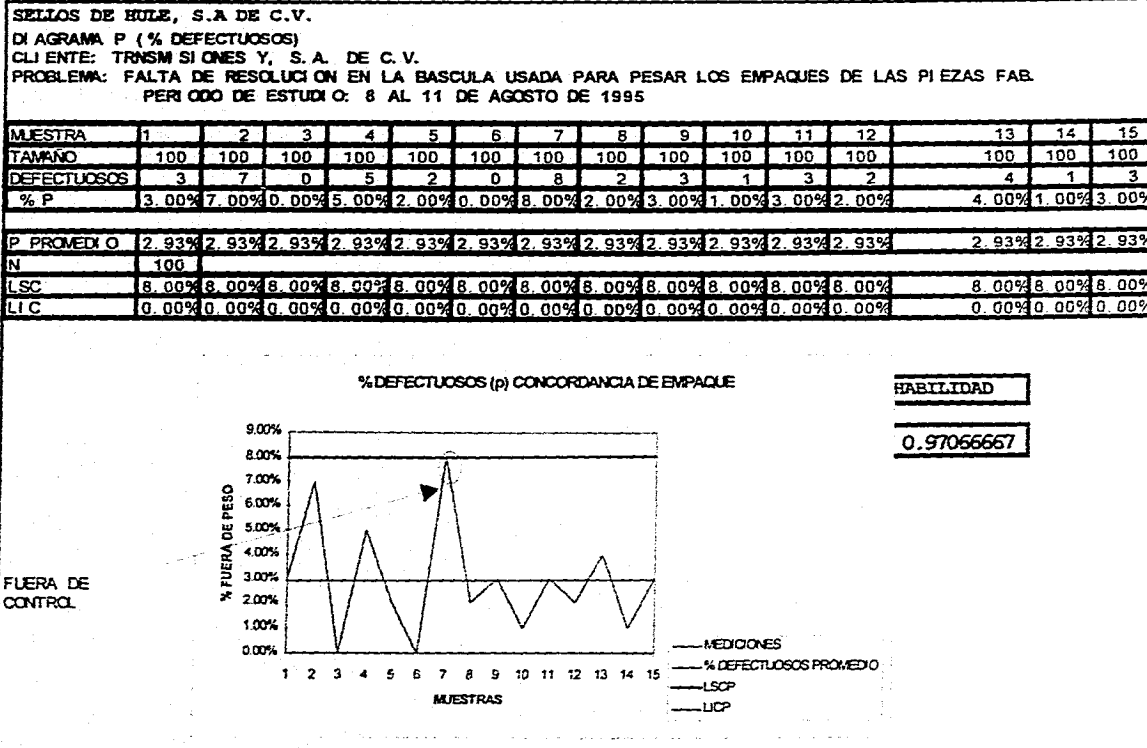 SELLOS DE HULE, S.A DE C.V.
DIAGRAMA P (% DEFECTUOSOS)
CLIENTE: TRNSMISIONES Y, S. A. DE C. V.
PROBLEMA: FALTA DE RESOLUCION EN LA BASCULA USADA PARA PESAR LOS EMPAQUES DE LAS PIEZAS FAB.
PERIODO DE ESTUDIO: 8 AL 11 DE AGOSTO DE 1995
MUESTRA 1 2 3 4 5 6 7 8 9 10 11 12 13 14 15
TAMAÑO 100 100 100 100 100 100 100 100 100 100 100 100 100 100 100
DEFECTUOSOS 3 7 0 5 2 0 8 2 3 1 3 2 4 1 3
% P 3.00% 7.00% 0.00% 5.00% 2.00% 0.00% 8.00% 2.00% 3.00% 1.00% 3.00% 2.00% 4.00% 1.00% 3.00%
P PROMEDIO 2.93% 2.93% 2.93% 2.93% 2.93% 2.93% 2.93% 2.93% 2.93% 2.93% 2.93% 2.93% 2.93% 2.93% 2.93%
N 100
LSC 8.00% 8.00% 8.00% 8.00% 8.00% 8.00% 8.00% 8.00% 8.00% 8.00% 8.00% 8.00% 8.00% 8.00% 8.00%
LIC 0.00% 0.00% 0.00% 0.00% 0.00% 0.00% 0.00% 0.00% 0.00% 0.00% 0.00% 0.00% 0.00% 0.00% 0.00%
% DEFECTUOSOS (p) CONCORDANCIA DE EMPAQUE
HABILIDAD
0.97066667
9.00%
8.00%
7.00%
6.00%
5.00%
4.00%
3.00%
2.00%
1.00%
0.00%
% FUERA DE PESO
FUERA DE
CONTROL
1 2 3 4 5 6 7 8 9 10 11 12 13 14 15
MUESTRAS
MEDICIONES
% DEFECTUOSOS PROMEDIO
LSCP
LICP